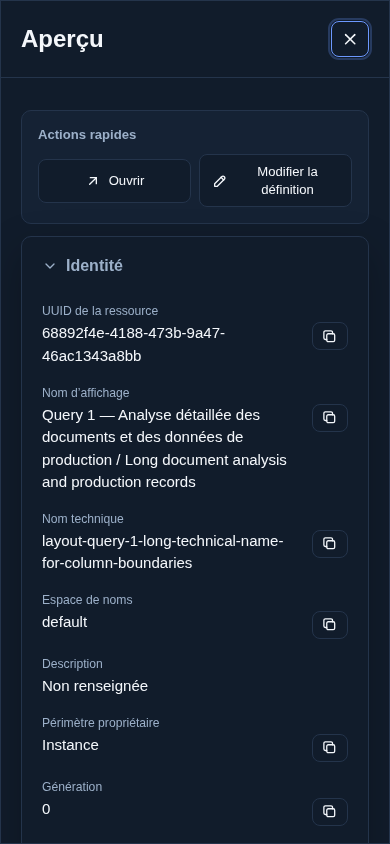 Aperçu
Actions rapides
Ouvrir
Modifier la
définition
Identité
UUID de la ressource
68892f4e-4188-473b-9a47-
46ac1343a8bb
Nom d’affichage
Query 1 — Analyse détaillée des
documents et des données de
production / Long document analysis
and production records
Nom technique
layout-query-1-long-technical-name-
for-column-boundaries
Espace de noms
default
Description
Non renseignée
Périmètre propriétaire
Instance
Génération
0